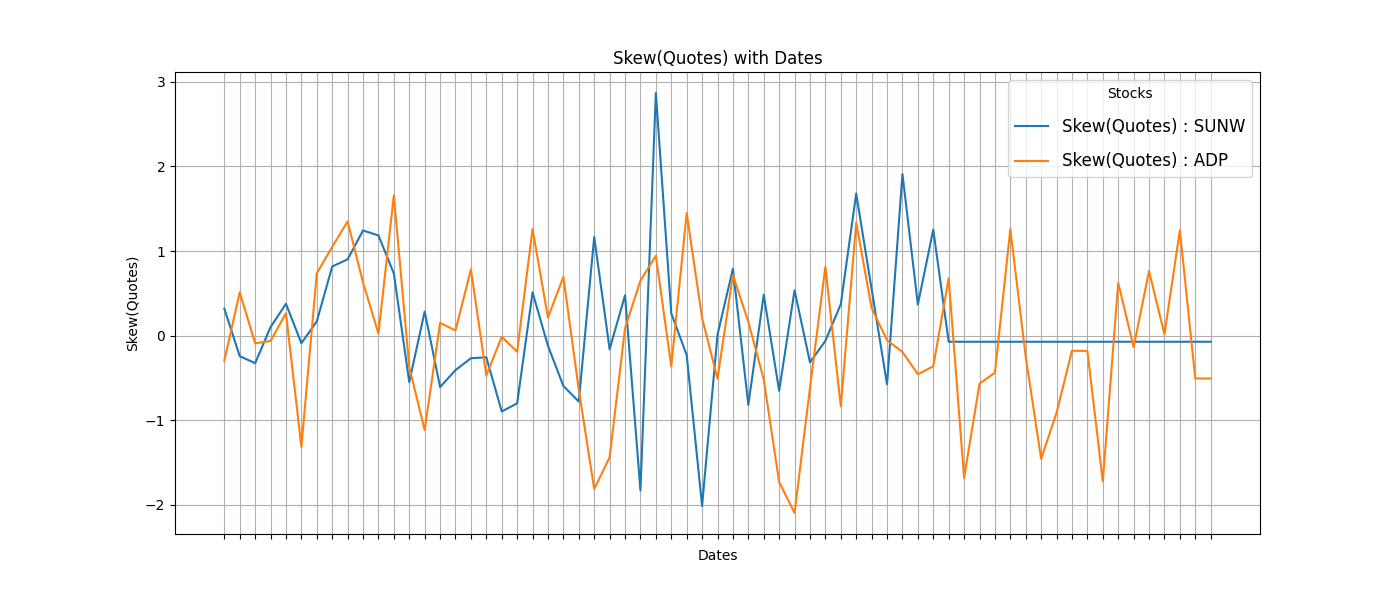 Skew(Quotes) with Dates
Stocks
Skew(Quotes) : SUNW
Skew(Quotes) : ADP
Skew(Quotes)
3
2
1
0
−1
−2
Dates